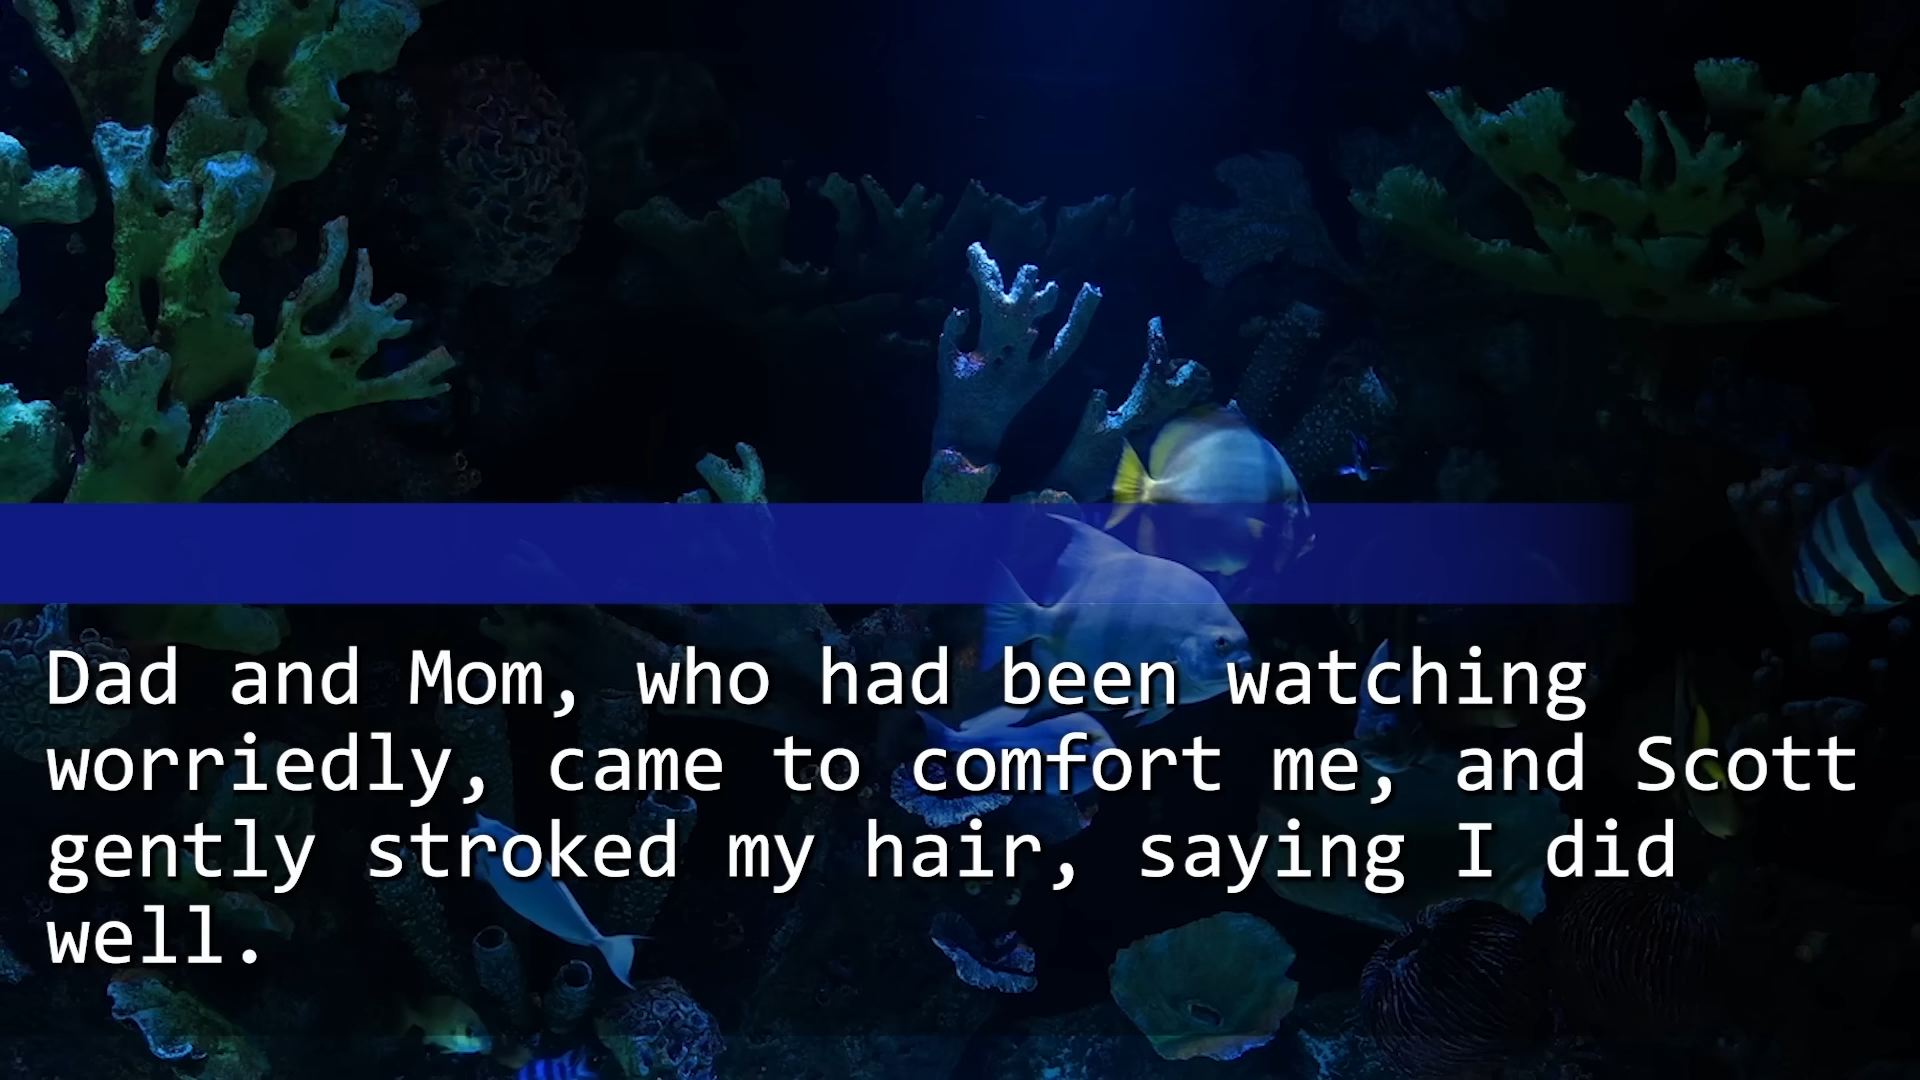 Dad and Mom, who had been watching
worriedly, came to comfort me, and Scott
gently stroked my hair, saying I did
well.